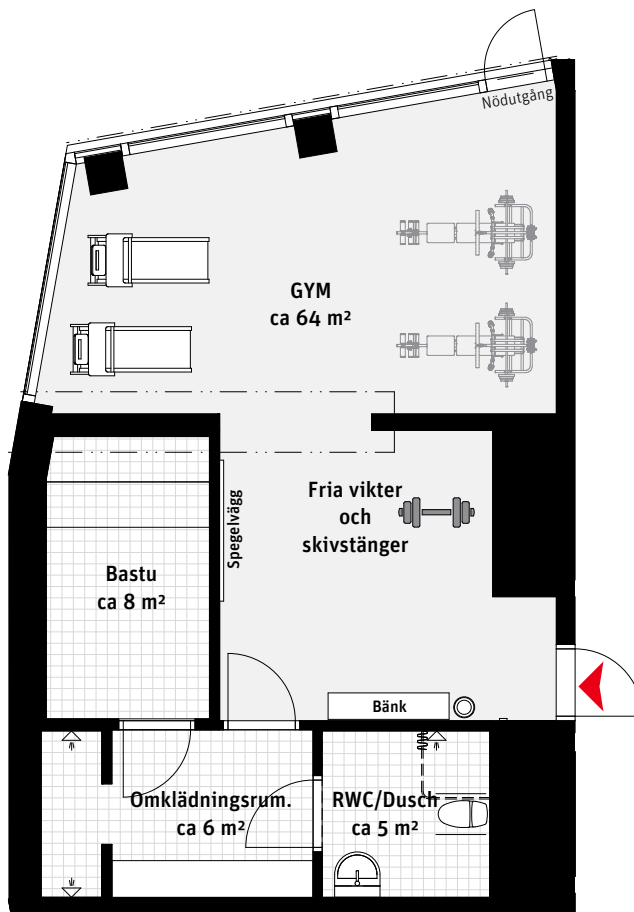 Nödutgång
GYM
ca 64 m²
Fria vikter
och
skivstänger
Spegelvägg
Bastu
ca 8 m²
Bänk
Omklädningsrum.
ca 6 m²
RWC/Dusch
ca 5 m²